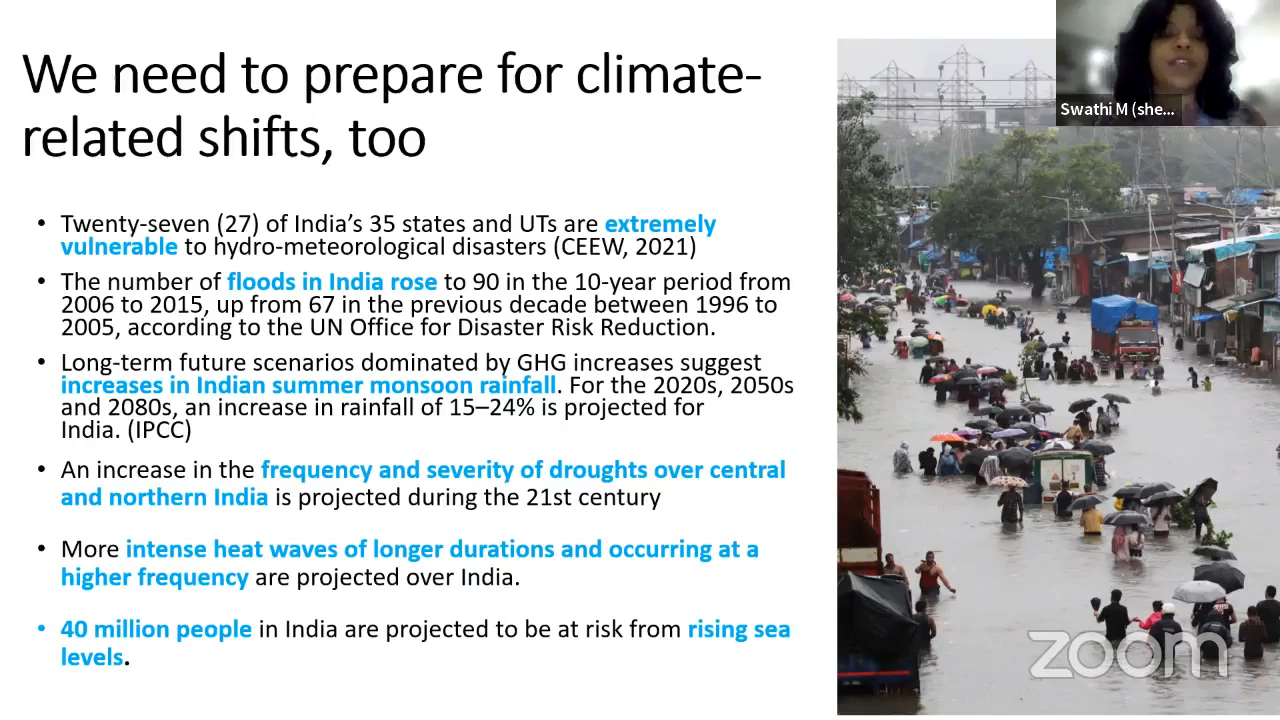 We need to prepare for climate-
related shifts, too
• Twenty-seven (27) of India’s 35 states and UTs are extremely
vulnerable to hydro-meteorological disasters (CEEW, 2021)
• The number of floods in India rose to 90 in the 10-year period from
2006 to 2015, up from 67 in the previous decade between 1996 to
2005, according to the UN Office for Disaster Risk Reduction.
• Long-term future scenarios dominated by GHG increases suggest
increases in Indian summer monsoon rainfall. For the 2020s, 2050s
and 2080s, an increase in rainfall of 15–24% is projected for
India. (IPCC)
• An increase in the frequency and severity of droughts over central
and northern India is projected during the 21st century
• More intense heat waves of longer durations and occurring at a
higher frequency are projected over India.
• 40 million people in India are projected to be at risk from rising sea
levels.
Swathi M (she...
zoom